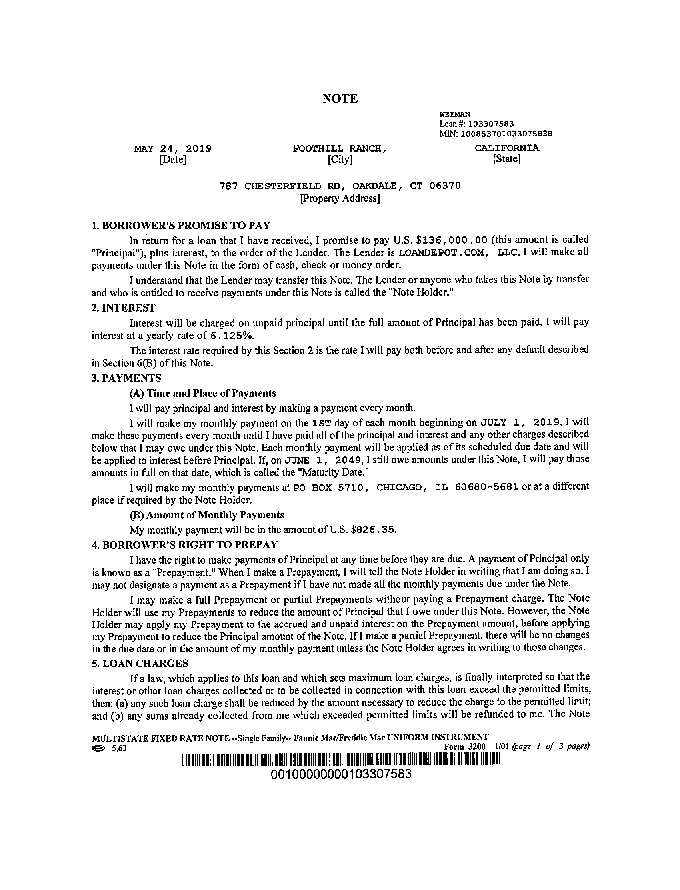 NOTE
WEEMAN
Loan #: 103307583
MIN: 100853701033075838
MAY 24, 2019 FOOTHILL RANCH, CALIFORNIA
[Date] [City] [State]
787 CHESTERFIELD RD, OAKDALE, CT 06370
[Property Address]
1. BORROWER'S PROMISE TO PAY
In return for a loan that I have received, I promise to pay U.S. $136,000.00 (this amount is called
"Principal"), plus interest, to the order of the Lender. The Lender is LOANDEPOT.COM, LLC. I will make all
payments under this Note in the form of cash, check or money order.
I understand that the Lender may transfer this Note. The Lender or anyone who takes this Note by transfer
and who is entitled to receive payments under this Note is called the "Note Holder."
2. INTEREST
Interest will be charged on unpaid principal until the full amount of Principal has been paid. I will pay
interest at a yearly rate of 6.125%.
The interest rate required by this Section 2 is the rate I will pay both before and after any default described
in Section 6(B) of this Note.
3. PAYMENTS
(A) Time and Place of Payments
I will pay principal and interest by making a payment every month.
I will make my monthly payment on the 1ST day of each month beginning on JULY 1, 2019. I will
make these payments every month until I have paid all of the principal and interest and any other charges described
below that I may owe under this Note. Each monthly payment will be applied as of its scheduled due date and will
be applied to interest before Principal. If, on JUNE 1, 2049, I still owe amounts under this Note, I will pay those
amounts in full on that date, which is called the "Maturity Date."
I will make my monthly payments at PO BOX 5710, CHICAGO, IL 60680-5681 or at a different
place if required by the Note Holder.
(B) Amount of Monthly Payments
My monthly payment will be in the amount of U.S. $826.35.
4. BORROWER'S RIGHT TO PREPAY
I have the right to make payments of Principal at any time before they are due. A payment of Principal only
is known as a "Prepayment." When I make a Prepayment, I will tell the Note Holder in writing that I am doing so. I
may not designate a payment as a Prepayment if I have not made all the monthly payments due under the Note.
I may make a full Prepayment or partial Prepayments without paying a Prepayment charge. The Note
Holder will use my Prepayments to reduce the amount of Principal that I owe under this Note. However, the Note
Holder may apply my Prepayment to the accrued and unpaid interest on the Prepayment amount, before applying
my Prepayment to reduce the Principal amount of the Note. If I make a partial Prepayment, there will be no changes
in the due date or in the amount of my monthly payment unless the Note Holder agrees in writing to those changes.
5. LOAN CHARGES
If a law, which applies to this loan and which sets maximum loan charges, is finally interpreted so that the
interest or other loan charges collected or to be collected in connection with this loan exceed the permitted limits,
then: (a) any such loan charge shall be reduced by the amount necessary to reduce the charge to the permitted limit;
and (b) any sums already collected from me which exceeded permitted limits will be refunded to me. The Note
MULTISTATE FIXED RATE NOTE --Single Family-- Fannie Mae/Freddie Mac UNIFORM INSTRUMENT
5.61 Form 3200 1/01 (page 1 of 3 pages)
00100000000103307583